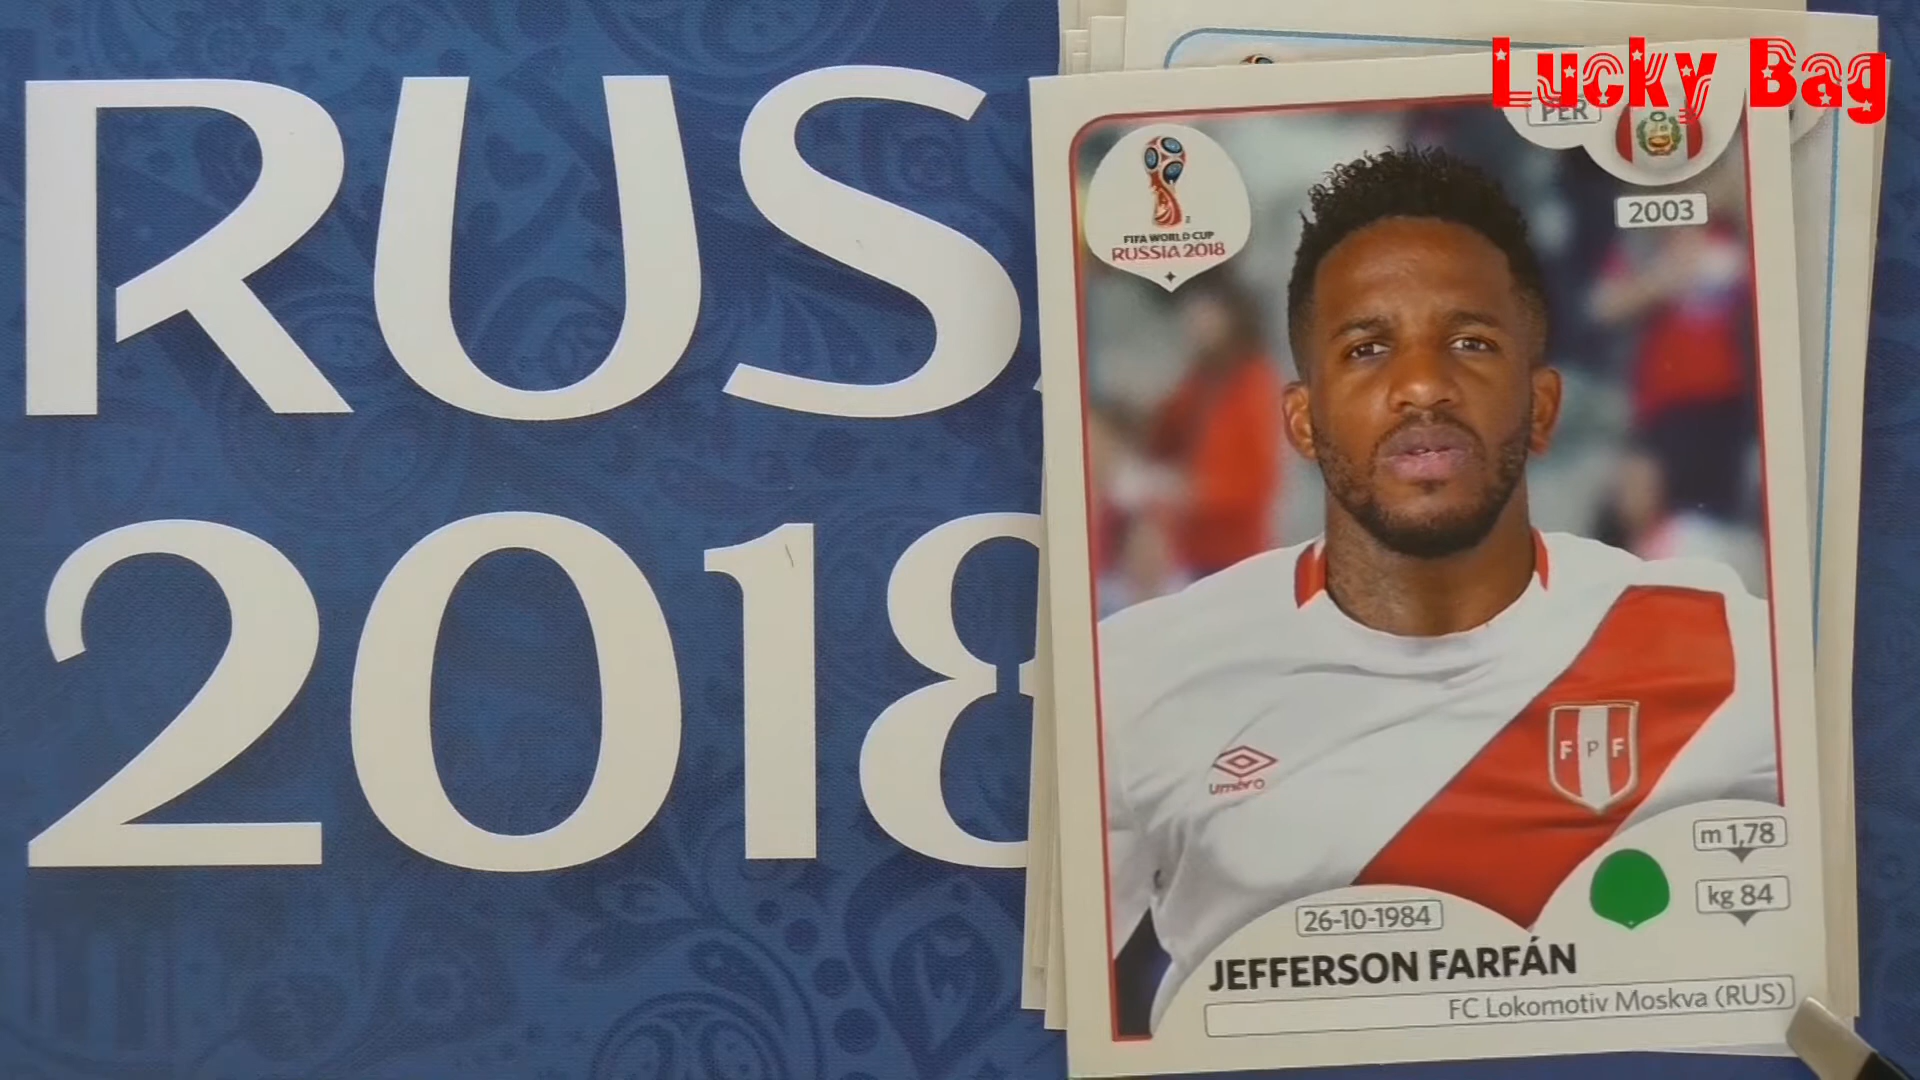 Lucky Bag
RUS
2018
PER
2003
FIFA WORLD CUP
RUSSIA 2018
umbro
FPF
m 1,78
kg 84
26-10-1984
JEFFERSON FARFÁN
FC Lokomotiv Moskva (RUS)